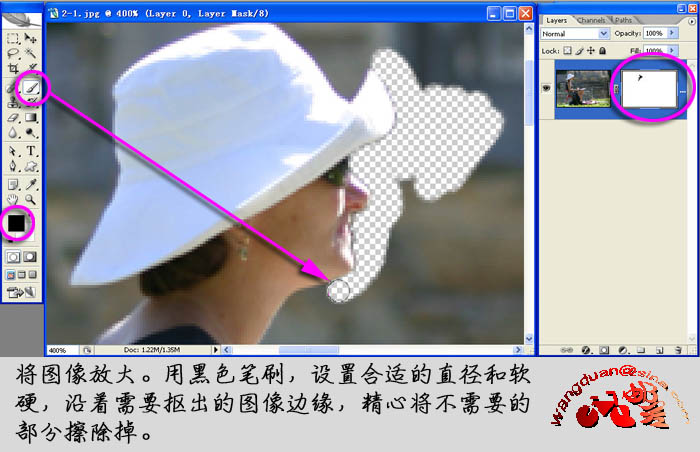 2-1.jpg @ 400% (Layer 0, Layer Mask/8)
Layers Channels Paths
Normal Opacity: 100%
Lock: Fill: 100%
400% Doc: 1.22M/1.35M
将图像放大。用黑色笔刷，设置合适的直径和软
硬，沿着需要抠出的图像边缘，精心将不需要的
部分擦除掉。